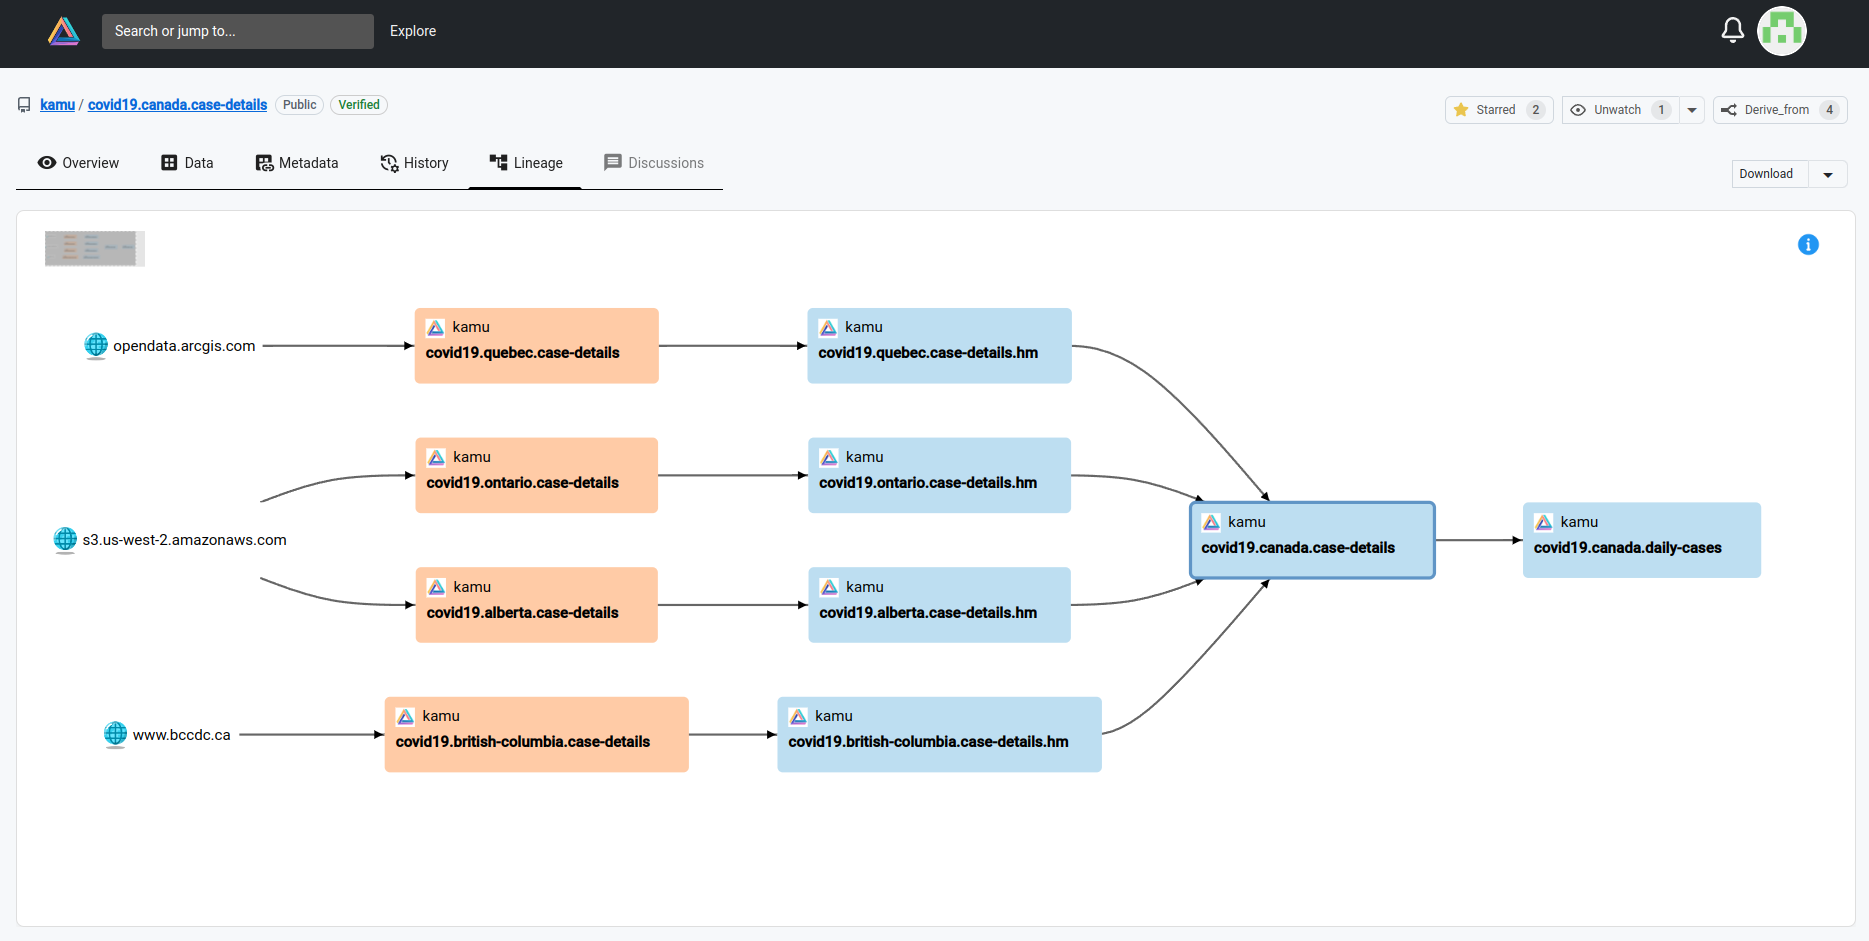 Search or jump to...
Explore
kamu / covid19.canada.case-details Public Verified
Starred 2 Unwatch 1 Derive_from 4
Overview Data Metadata History Lineage Discussions
Download
opendata.arcgis.com
kamu
covid19.quebec.case-details
kamu
covid19.quebec.case-details.hm
kamu
covid19.ontario.case-details
kamu
covid19.ontario.case-details.hm
s3.us-west-2.amazonaws.com
kamu
covid19.canada.case-details
kamu
covid19.canada.daily-cases
kamu
covid19.alberta.case-details
kamu
covid19.alberta.case-details.hm
www.bccdc.ca
kamu
covid19.british-columbia.case-details
kamu
covid19.british-columbia.case-details.hm